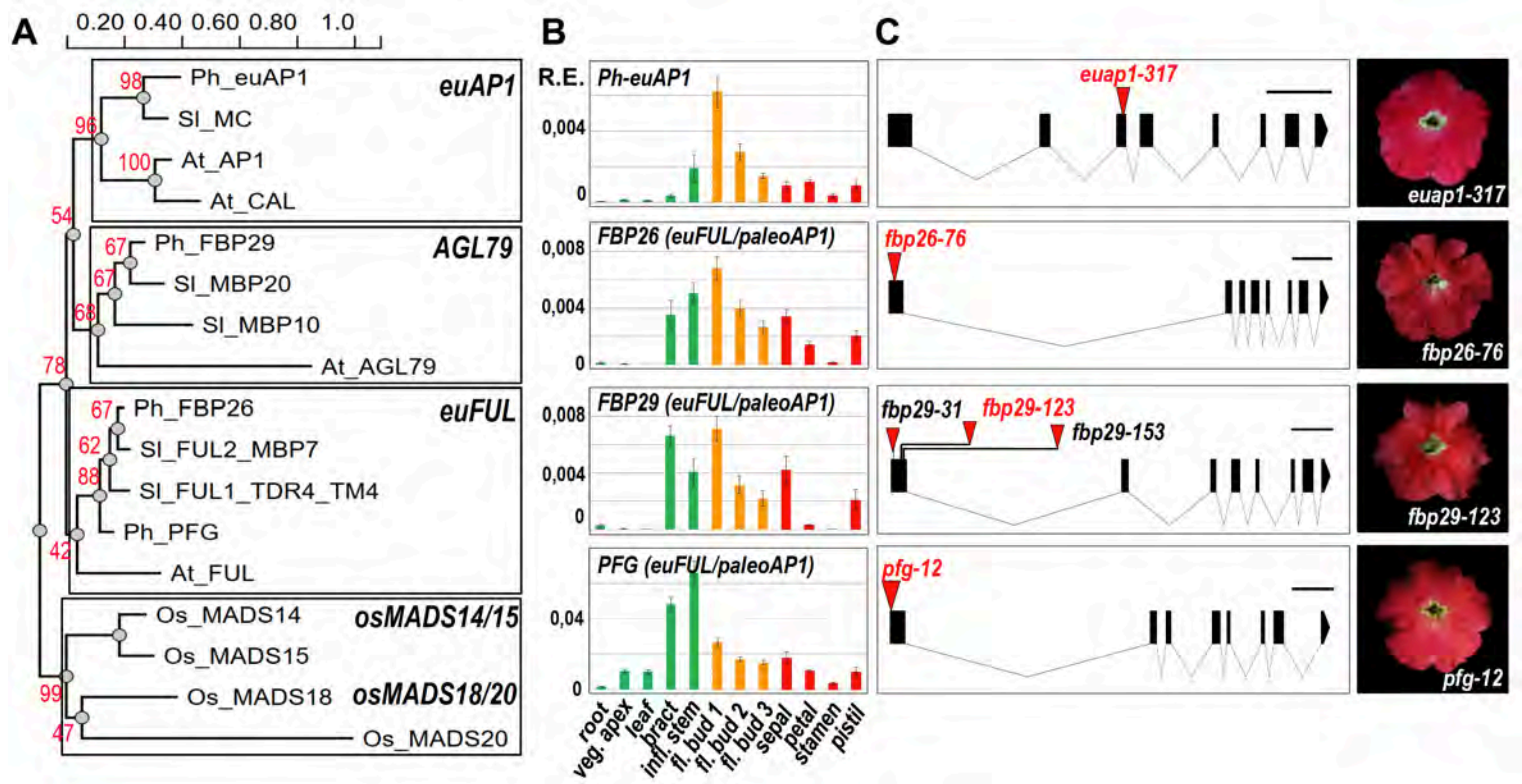 A
0.20 0.40 0.60 1.0
98
Ph_euAP1
euAP1
Sl_MC
96
100
At_AP1
At_CAL
54
67
Ph_FBP29
AGL79
67
Sl_MBP20
68
Sl_MBP10
At_AGL79
78
67
Ph_FBP26
euFUL
62
Sl_FUL2_MBP7
88
Sl_FUL1_TDR4_TM4
Ph_PFG
42
At_FUL
Os_MADS14
osMADS14/15
Os_MADS15
99
Os_MADS18
osMADS18/20
47
Os_MADS20
B
R.E.
Ph-euAP1
0,004
0
FBP26 (euFUL/paleoAP1)
0,008
0,004
0
FBP29 (euFUL/paleoAP1)
0,008
0,004
0
PFG (euFUL/paleoAP1)
0,04
0
root
veg. apex
leaf
bract
infl. stem
fl. bud 1
fl. bud 2
fl. bud 3
sepal
petal
stamen
pistil
C
euap1-317
euap1-317
fbp26-76
fbp26-76
fbp29-31
fbp29-123
fbp29-153
fbp29-123
pfg-12
pfg-12